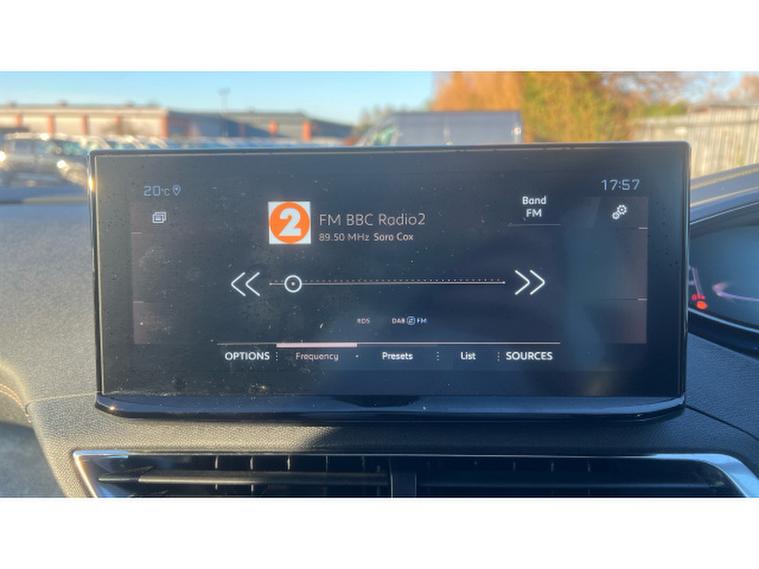 20°C 17:57
2 FM BBC Radio2 Band
89.50 MHz Sara Cox FM
RDS DAB FM
OPTIONS Frequency Presets List SOURCES